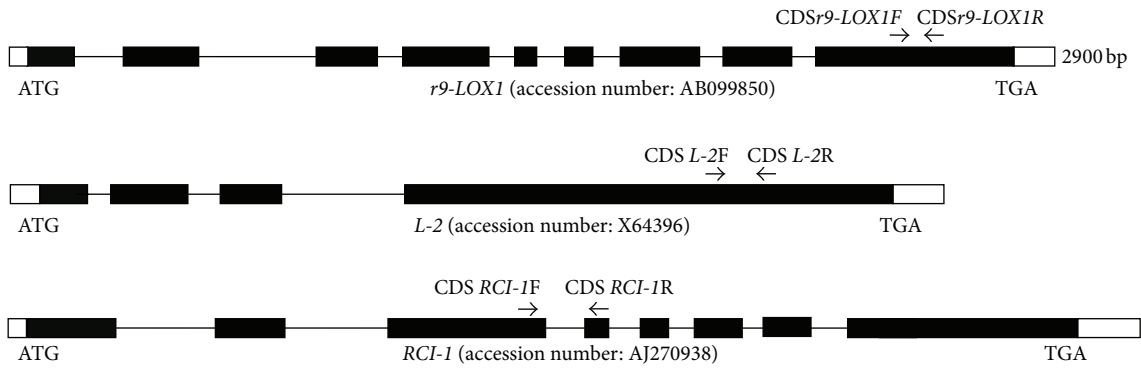 CDSr9-LOX1F CDSr9-LOX1R
2900 bp
ATG TGA
r9-LOX1 (accession number: AB099850)
CDS L-2F CDS L-2R
ATG TGA
L-2 (accession number: X64396)
CDS RCI-1F CDS RCI-1R
ATG TGA
RCI-1 (accession number: AJ270938)